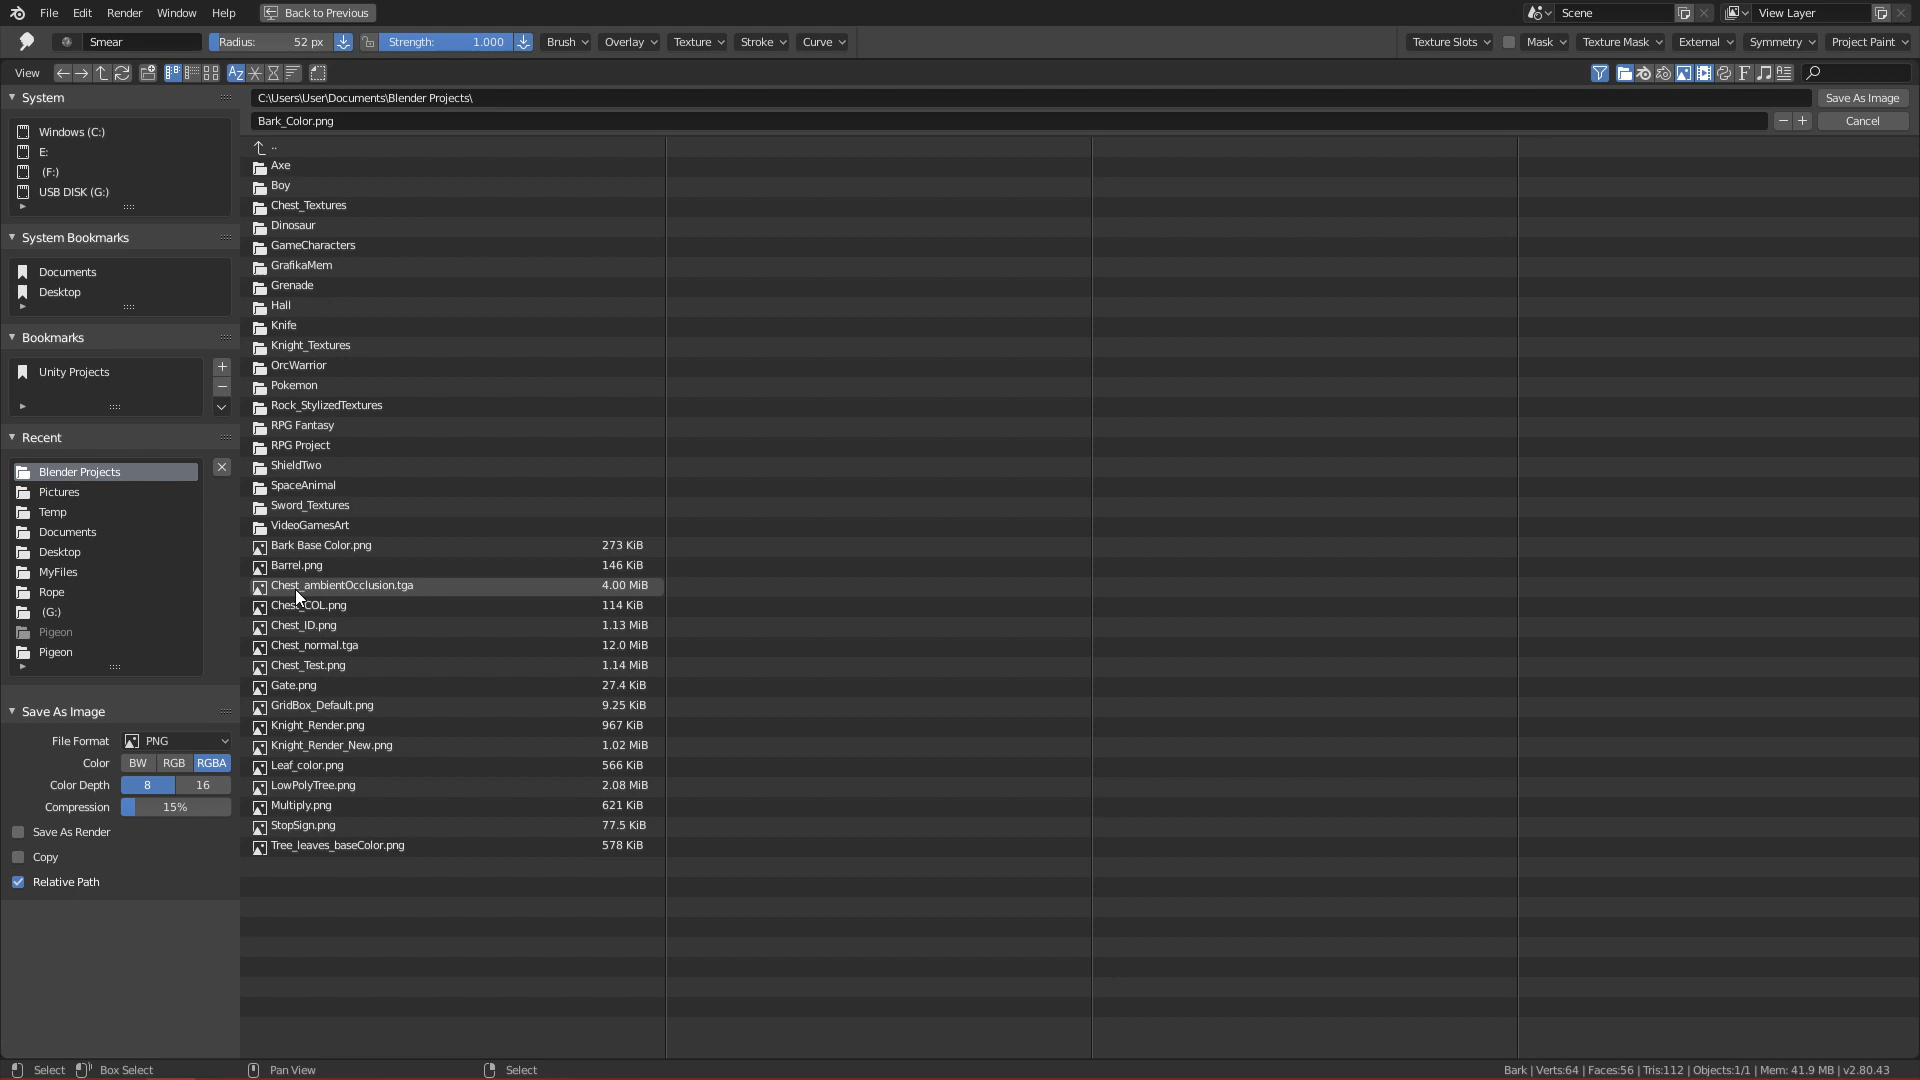 File Edit Render Window Help Back to Previous Scene View Layer
Smear Radius: 52 px Strength: 1.000 Brush Overlay Texture Stroke Curve Texture Slots Mask Texture Mask External Symmetry Project Paint
View
System
Windows (C:)
E:
(F:)
USB DISK (G:)
System Bookmarks
Documents
Desktop
Bookmarks
Unity Projects
Recent
Blender Projects
Pictures
Temp
Documents
Desktop
MyFiles
Rope
(G:)
Pigeon
Pigeon
Save As Image
File Format PNG
Color BW RGB RGBA
Color Depth 8 16
Compression 15%
Save As Render
Copy
Relative Path
C:\Users\User\Documents\Blender Projects\ Save As Image
Bark_Color.png Cancel
..
Axe
Boy
Chest_Textures
Dinosaur
GameCharacters
GrafikaMem
Grenade
Hall
Knife
Knight_Textures
OrcWarrior
Pokemon
Rock_StylizedTextures
RPG Fantasy
RPG Project
ShieldTwo
SpaceAnimal
Sword_Textures
VideoGamesArt
Bark Base Color.png 273 KiB
Barrel.png 146 KiB
Chest_ambientOcclusion.tga 4.00 MiB
Chest_COL.png 114 KiB
Chest_ID.png 1.13 MiB
Chest_normal.tga 12.0 MiB
Chest_Test.png 1.14 MiB
Gate.png 27.4 KiB
GridBox_Default.png 9.25 KiB
Knight_Render.png 967 KiB
Knight_Render_New.png 1.02 MiB
Leaf_color.png 566 KiB
LowPolyTree.png 2.08 MiB
Multiply.png 621 KiB
StopSign.png 77.5 KiB
Tree_leaves_baseColor.png 578 KiB
Select Box Select Pan View Select Bark | Verts:64 | Faces:56 | Tris:112 | Objects:1/1 | Mem: 41.9 MB | v2.80.43